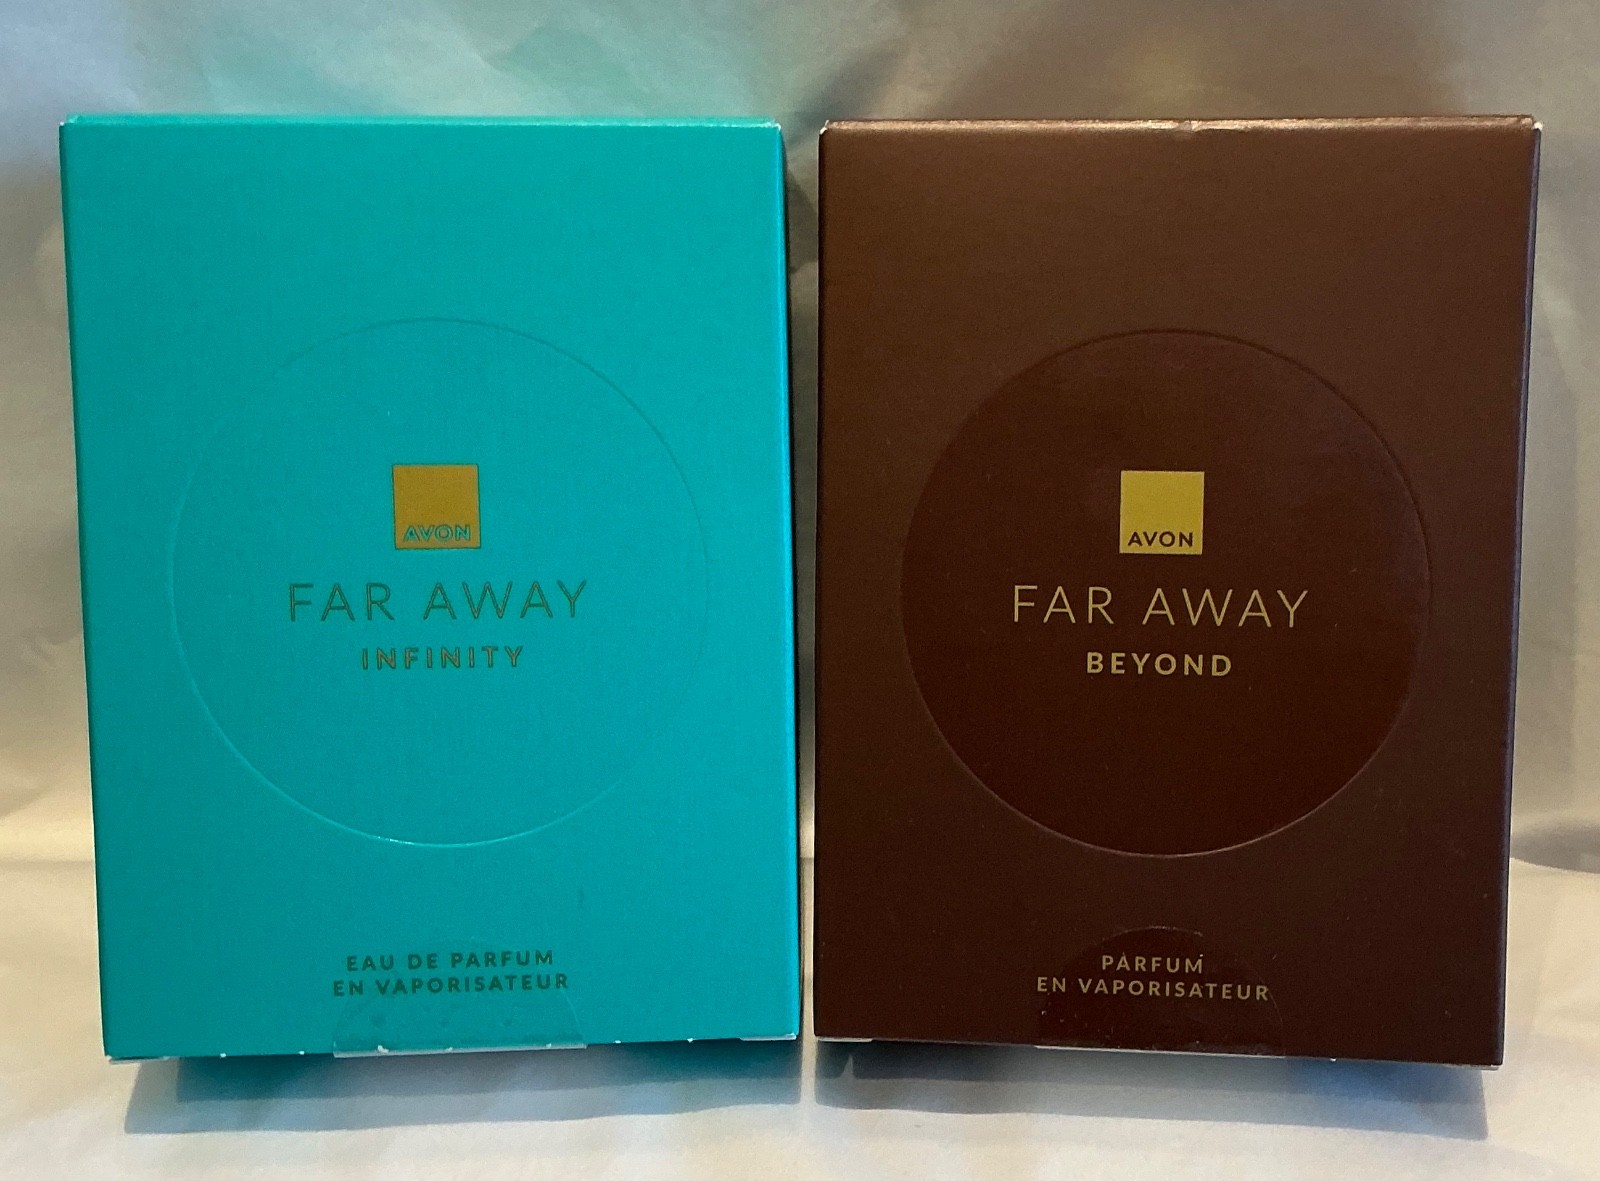 AVON
FAR AWAY
INFINITY
EAU DE PARFUM
EN VAPORISATEUR
AVON
FAR AWAY
BEYOND
PARFUM
EN VAPORISATEUR